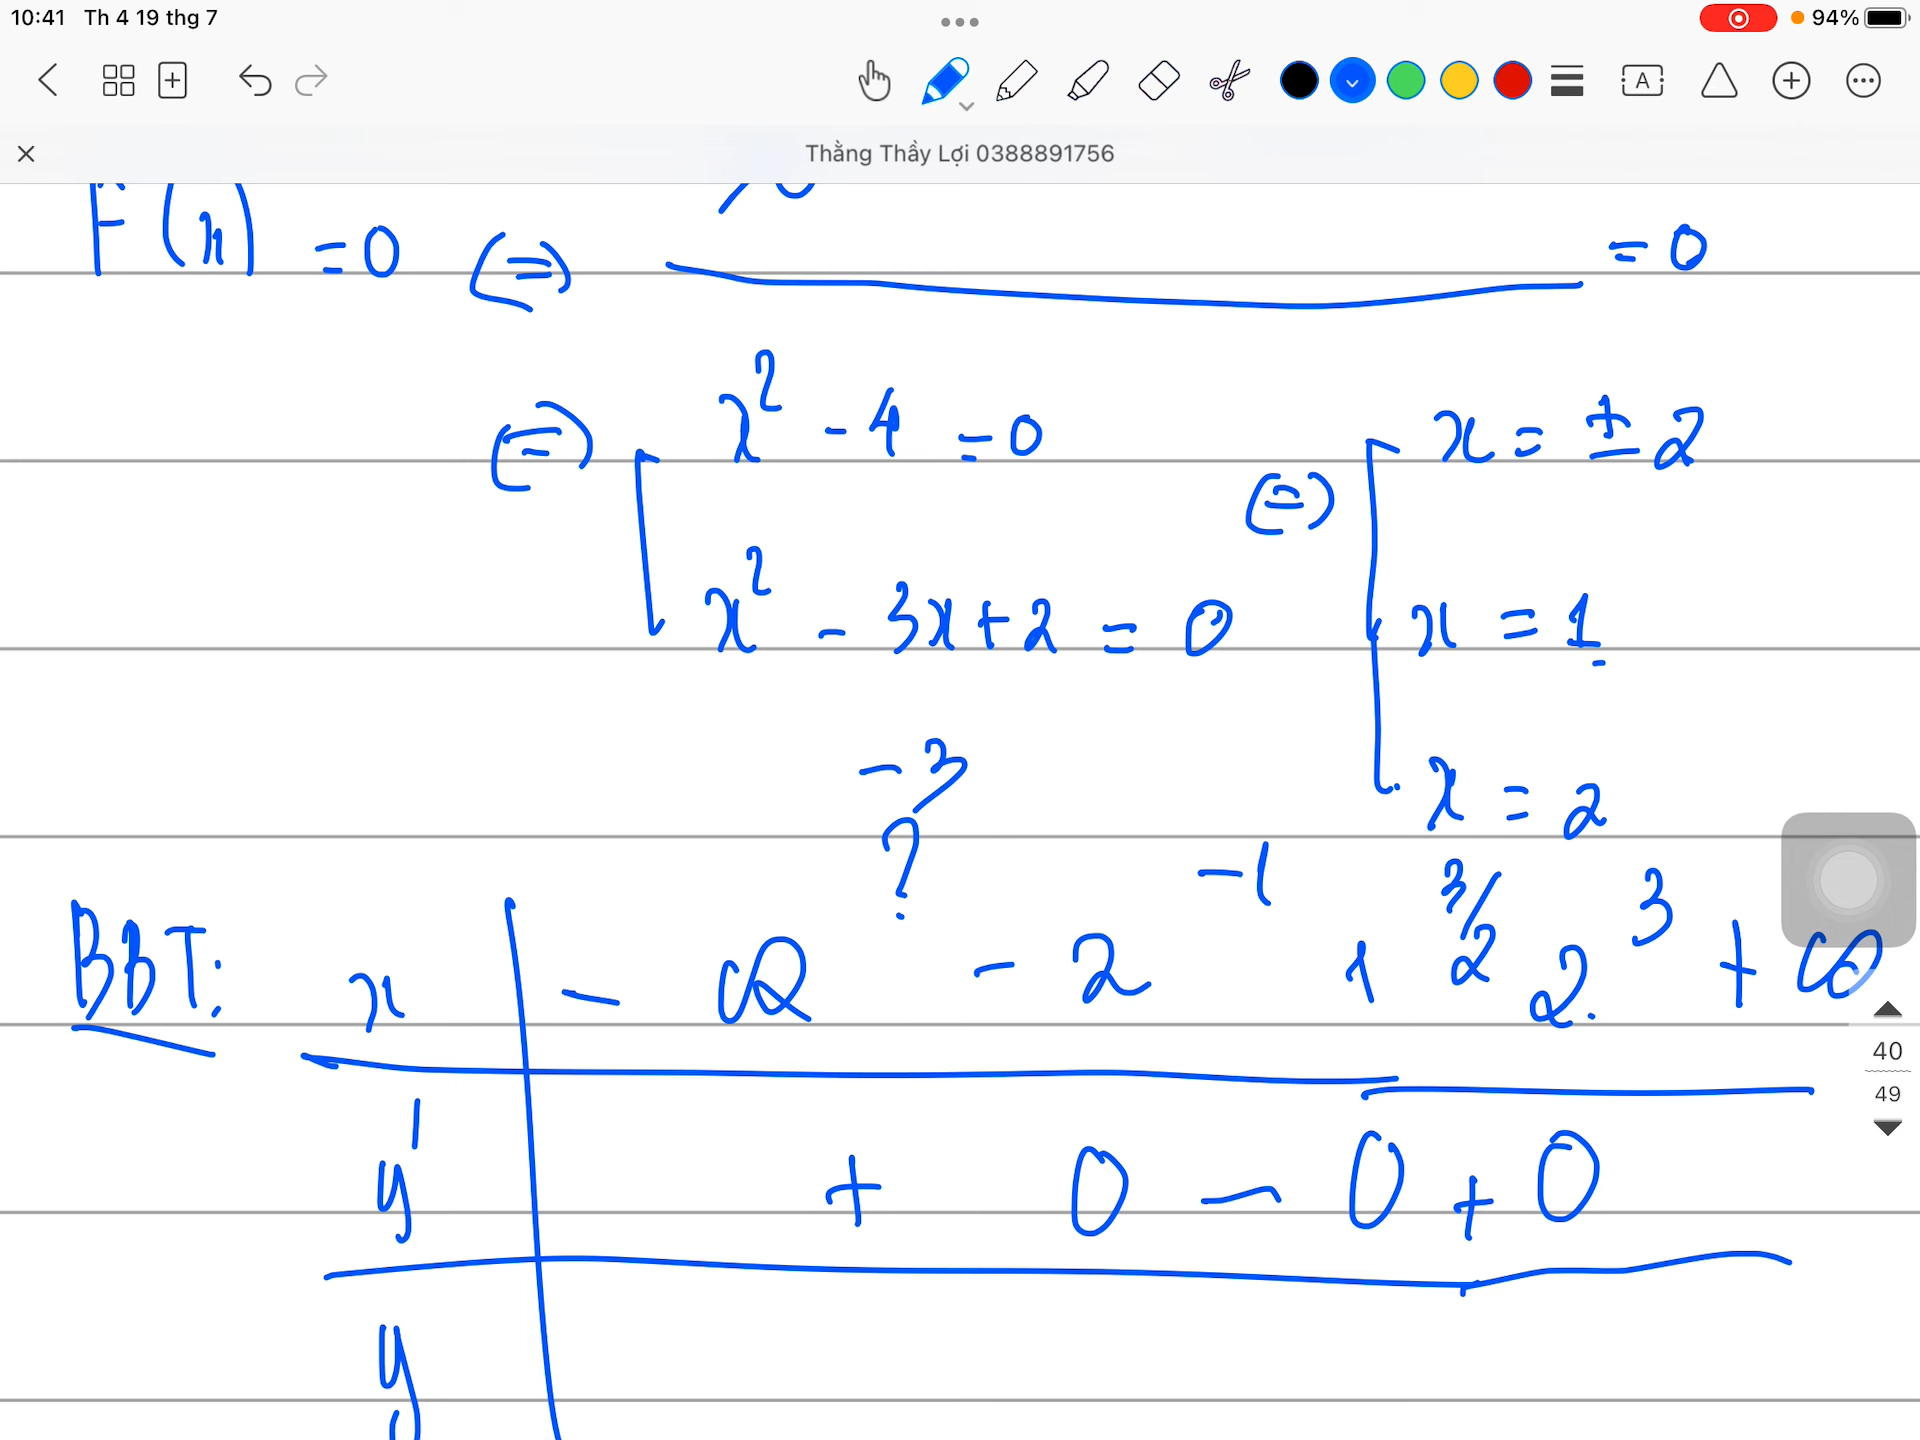 10:41 Th 4 19 thg 7 94%
A
Thằng Thầy Lợi 0388891756
F(x) = 0 (=) = 0
(=) x² - 4 = 0 (=) x = ± 2
x² - 3x + 2 = 0 x = 1
x = 2
-3
? -1 3/2 3
BBT: x - ∞ - 2 1 2 + ∞
40
49
y' + 0 - 0 + 0
y